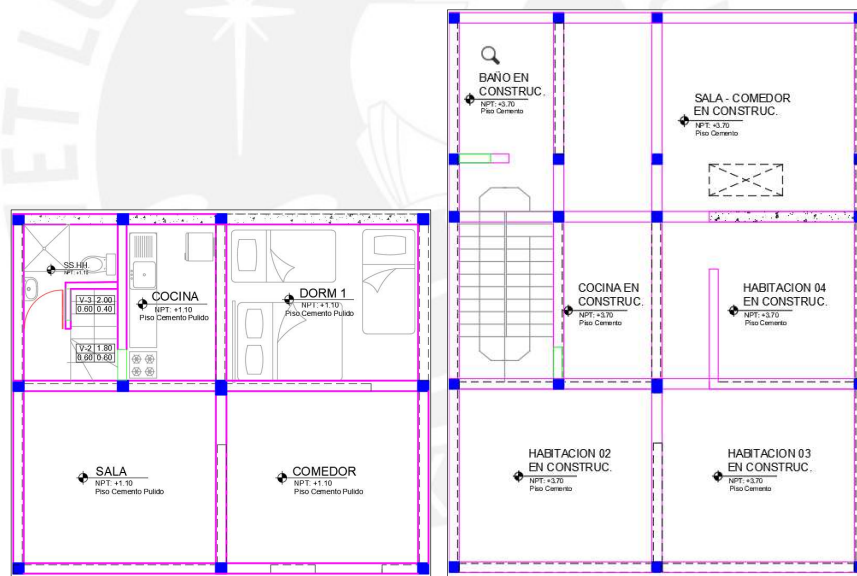 ET LU
SS.HH.
NPT: +1.10
V-3 2.00
0.60 0.40
V-2 1.80
0.60 0.60
COCINA
NPT: +1.10
Piso Cemento Pulido
DORM 1
NPT: +1.10
Piso Cemento Pulido
SALA
NPT: +1.10
Piso Cemento Pulido
COMEDOR
NPT: +1.10
Piso Cemento Pulido
BAÑO EN
CONSTRUC.
NPT: +3.70
Piso Cemento
SALA - COMEDOR
EN CONSTRUC.
NPT: +3.70
Piso Cemento
COCINA EN
CONSTRUC.
NPT: +3.70
Piso Cemento
HABITACION 04
EN CONSTRUC.
NPT: +3.70
Piso Cemento
HABITACION 02
EN CONSTRUC.
NPT: +3.70
Piso Cemento
HABITACION 03
EN CONSTRUC.
NPT: +3.70
Piso Cemento